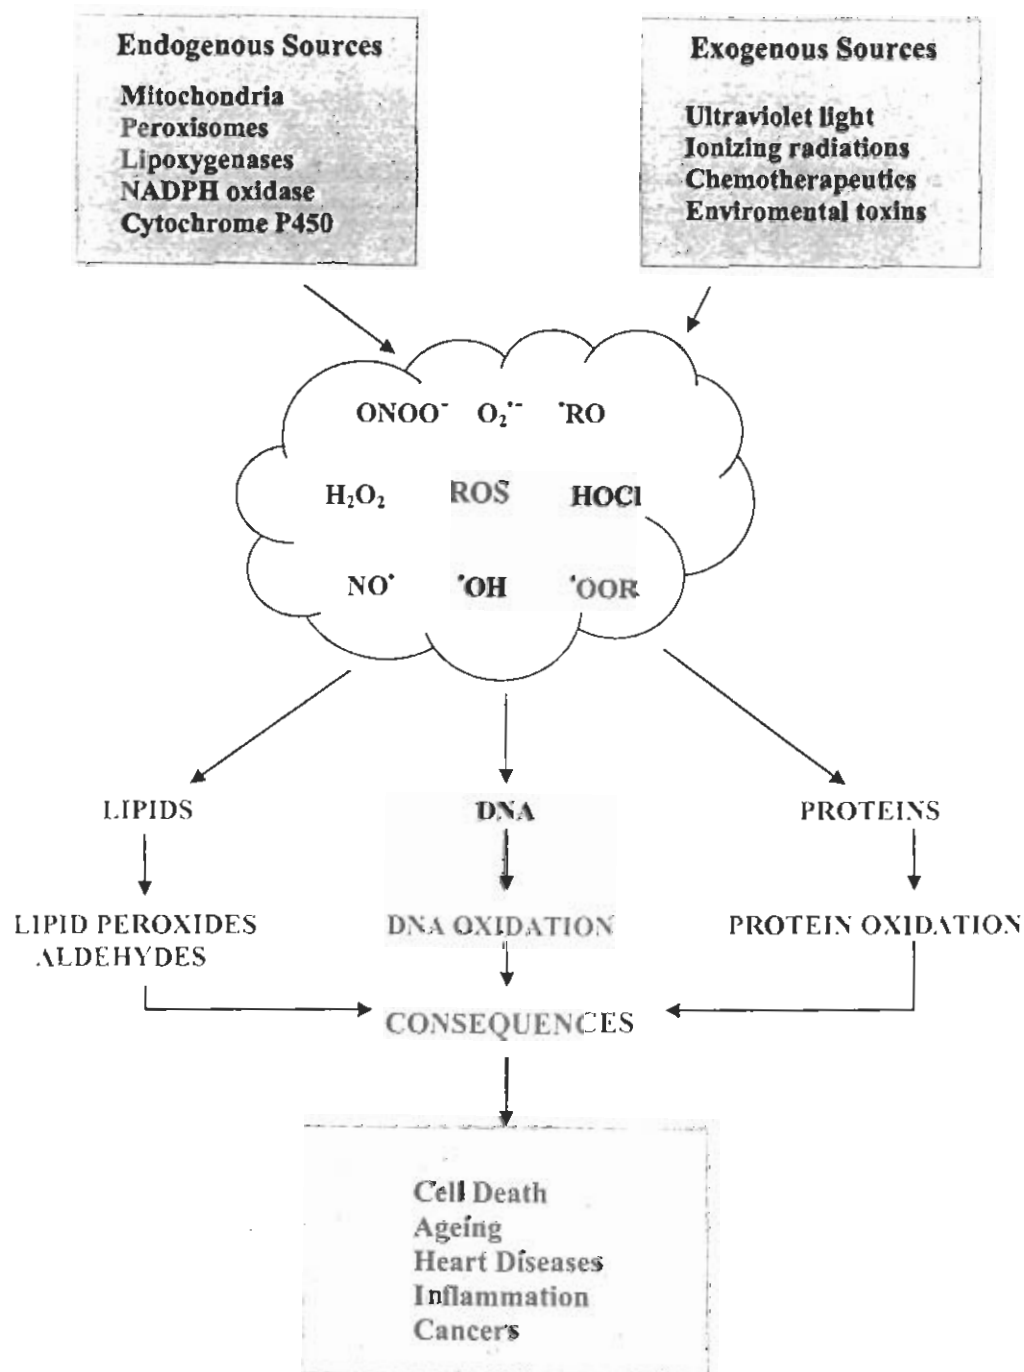 Endogenous Sources
Mitochondria
Peroxisomes
Lipoxygenases
NADPH oxidase
Cytochrome P450
Exogenous Sources
Ultraviolet light
Ionizing radiations
Chemotherapeutics
Enviromental toxins
ONOO⁻ O₂•⁻ •RO
H₂O₂ ROS HOCl
NO• •OH •OOR
LIPIDS DNA PROTEINS
LIPID PEROXIDES DNA OXIDATION PROTEIN OXIDATION
ALDEHYDES
CONSEQUENCES
Cell Death
Ageing
Heart Diseases
Inflammation
Cancers